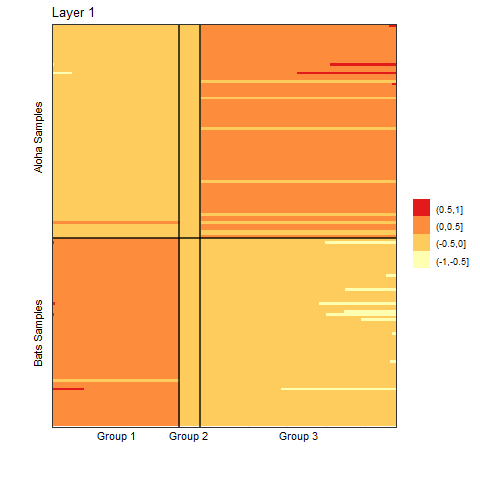 Layer 1
Aloha Samples
Bats Samples
(0.5,1]
(0,0.5]
(-0.5,0]
(-1,-0.5]
Group 1
Group 2
Group 3